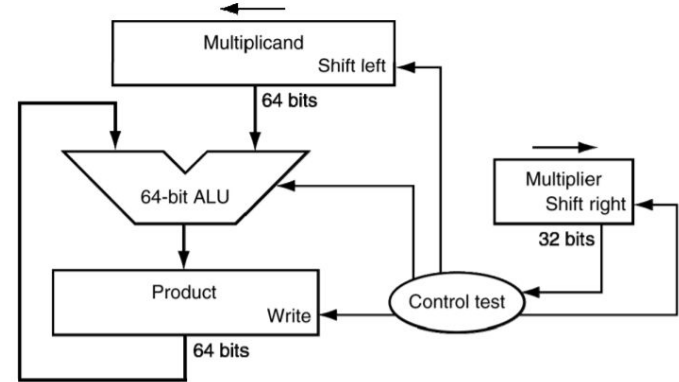 Multiplicand
Shift left
64 bits
64-bit ALU
Multiplier
Shift right
32 bits
Product
Write
Control test
64 bits